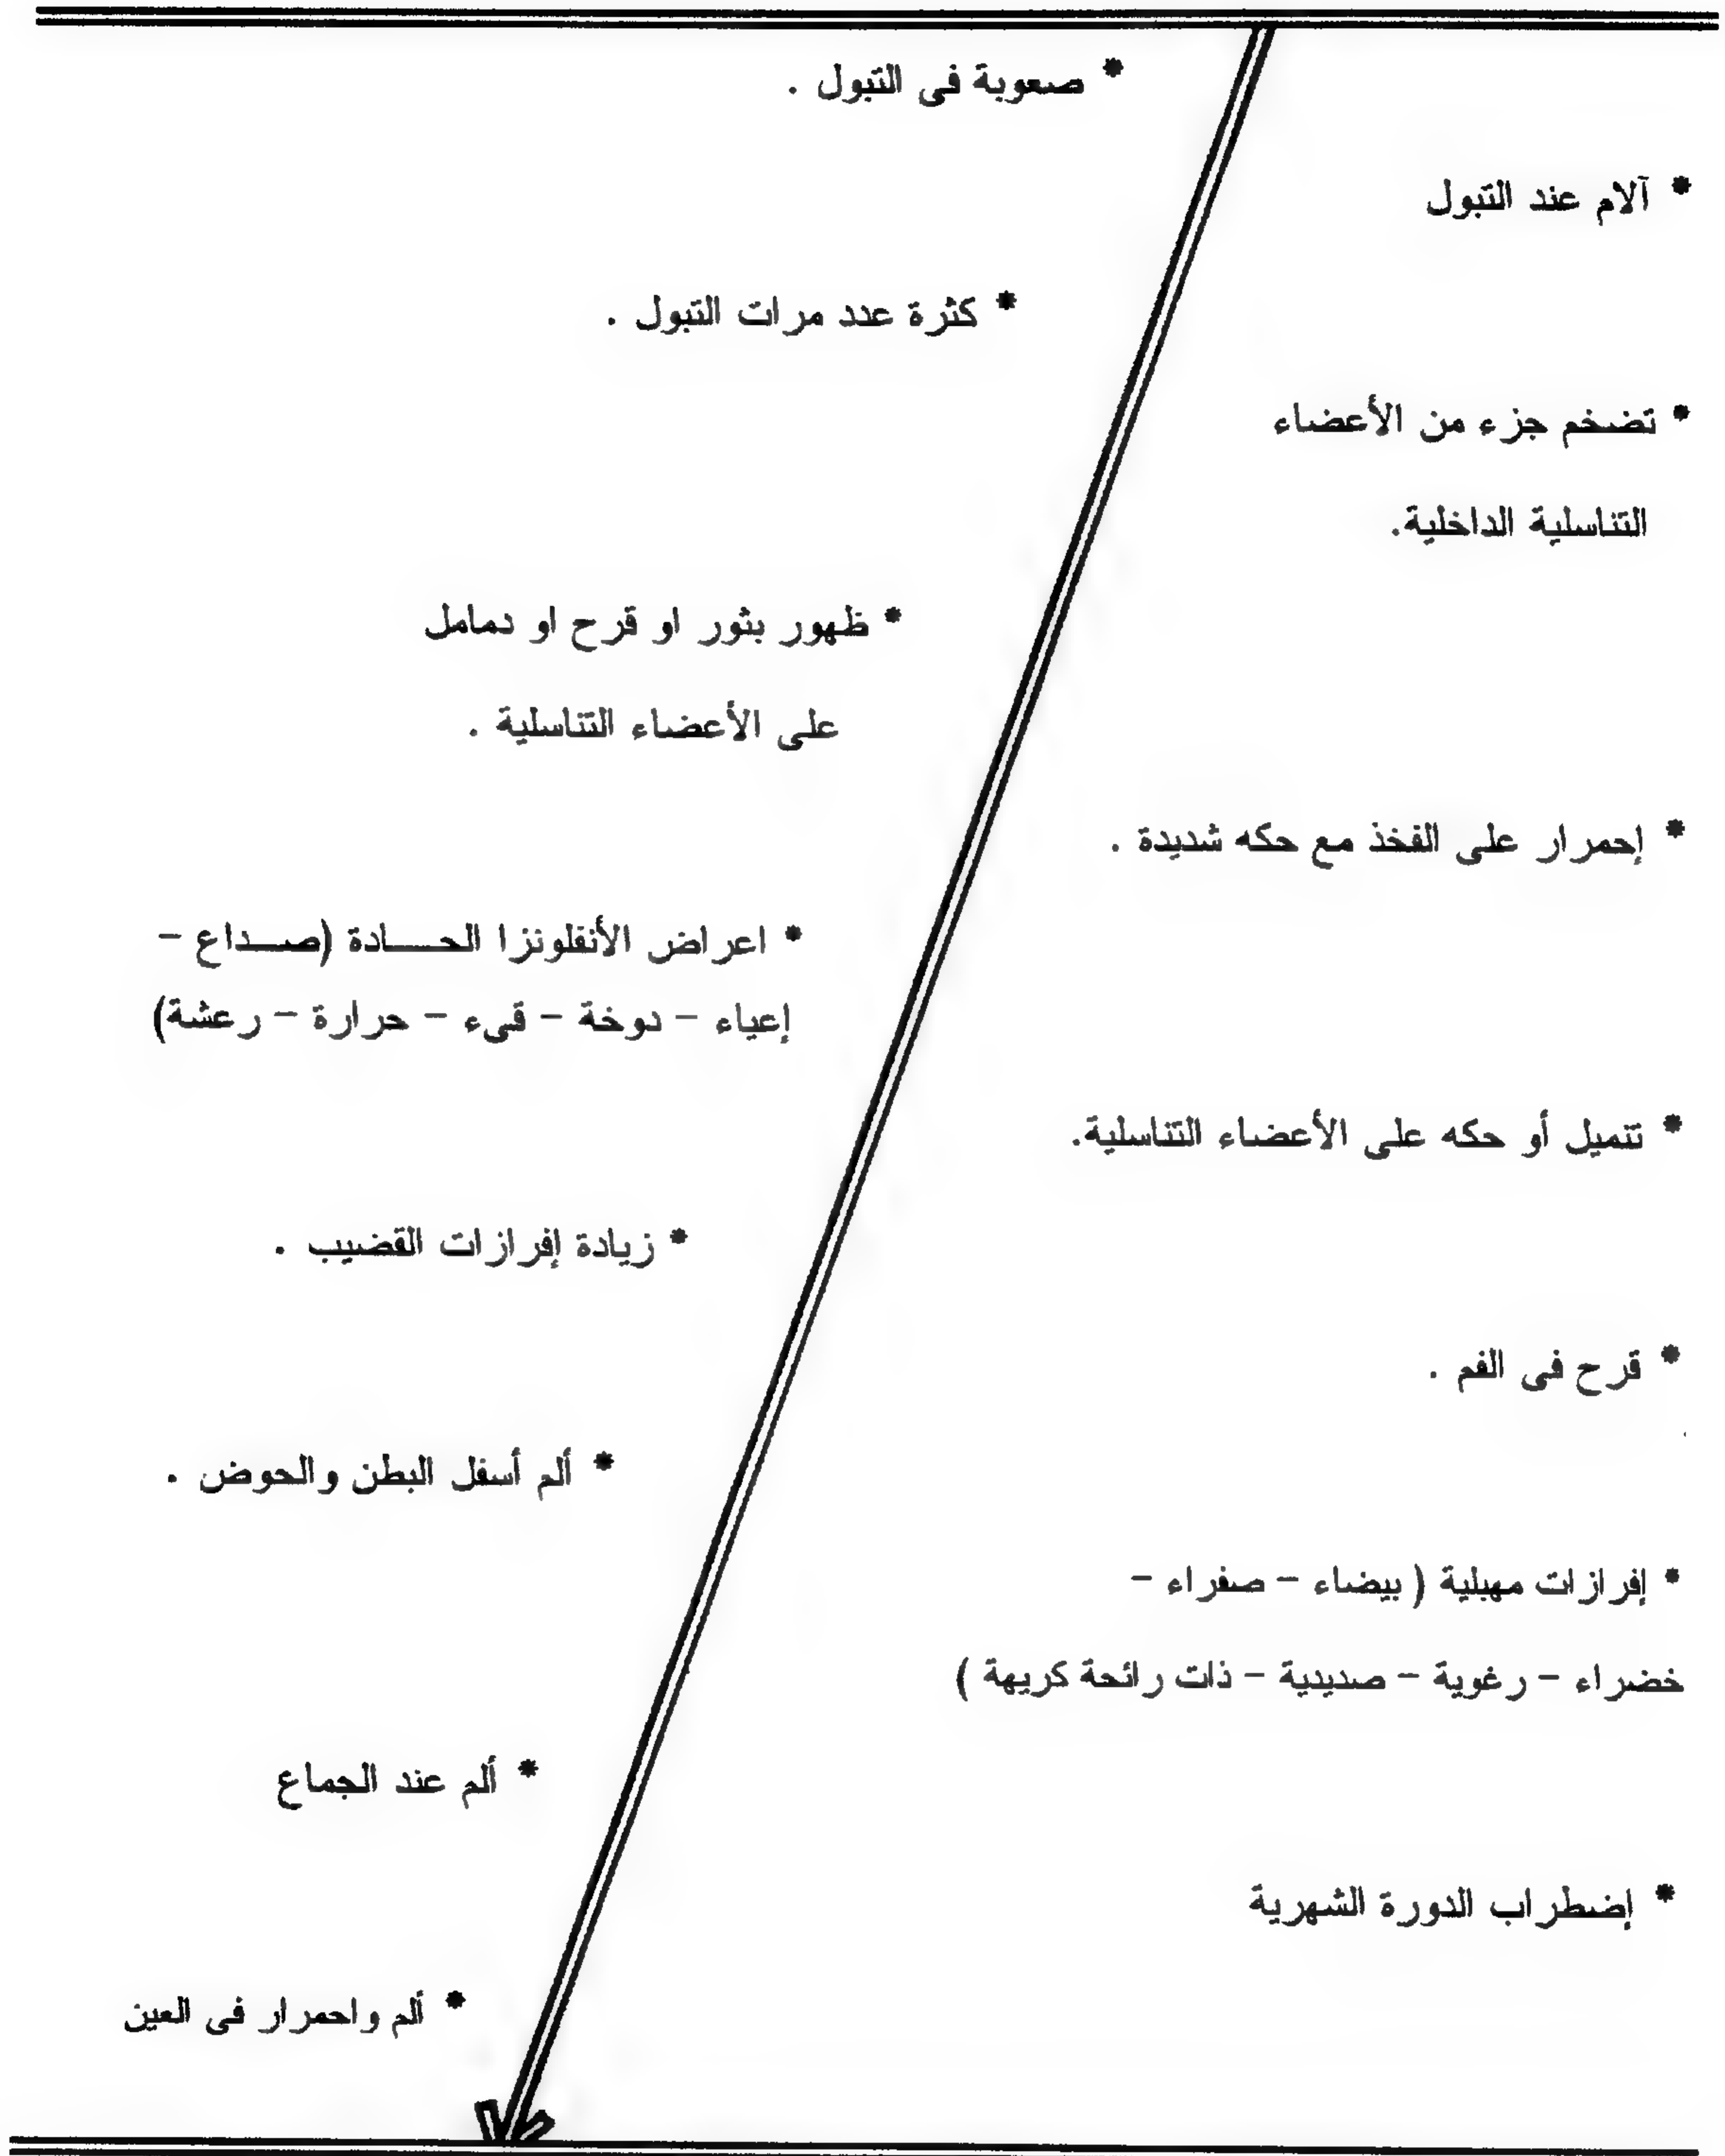 * صعوبة فى التبول .
* آلام عند التبول
* كثرة عدد مرات التبول .
* تضخم جزء من الأعضاء
التناسلية الداخلية.
* ظهور بثور او قرح او دمامل
على الأعضاء التناسلية .
* إحمرار على الفخذ مع حكه شديدة .
* اعراض الأنفلونزا الحـــادة (صــداع –
إعياء – دوخة – قىء – حرارة – رعشة)
* تتميل أو حكه على الأعضاء التناسلية.
* زيادة إفرازات القضيب .
* قرح فى الفم .
* ألم أسفل البطن والحوض .
* إفرازات مهبلية ( بيضاء – صفراء –
خضراء – رغوية – صديدية – ذات رائحة كريهة )
* ألم عند الجماع
* إضطراب الدورة الشهرية
* ألم واحمرار فى العين